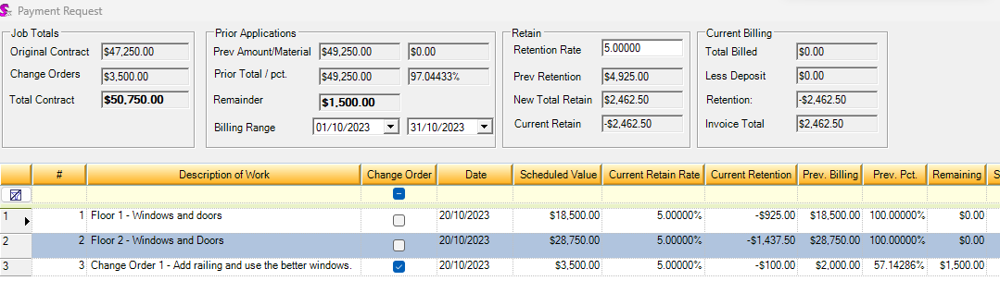 Payment Request
Job Totals
Original Contract $47,250.00
Change Orders $3,500.00
Total Contract $50,750.00
Prior Applications
Prev Amount/Material $49,250.00 $0.00
Prior Total / pct. $49,250.00 97.04433%
Remainder $1,500.00
Billing Range 01/10/2023 31/10/2023
Retain
Retention Rate 5.00000
Prev Retention $4,925.00
New Total Retain $2,462.50
Current Retain -$2,462.50
Current Billing
Total Billed $0.00
Less Deposit $0.00
Retention: -$2,462.50
Invoice Total $2,462.50
# Description of Work Change Order Date Scheduled Value Current Retain Rate Current Retention Prev. Billing Prev. Pct. Remaining S
1 1 Floor 1 - Windows and doors 20/10/2023 $18,500.00 5.00000% -$925.00 $18,500.00 100.00000% $0.00
2 2 Floor 2 - Windows and Doors 20/10/2023 $28,750.00 5.00000% -$1,437.50 $28,750.00 100.00000% $0.00
3 3 Change Order 1 - Add railing and use the better windows. 20/10/2023 $3,500.00 5.00000% -$100.00 $2,000.00 57.14286% $1,500.00